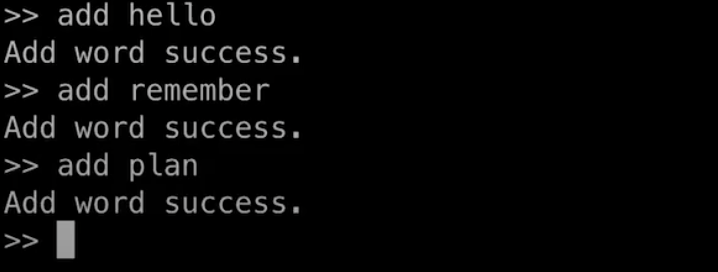 >> add hello
Add word success.
>> add remember
Add word success.
>> add plan
Add word success.
>>